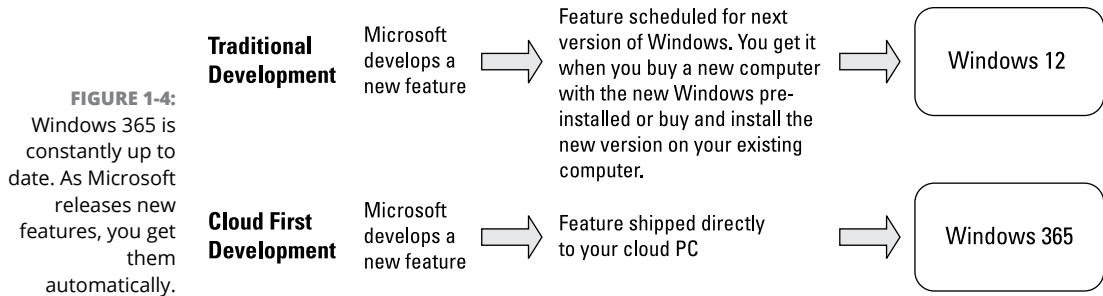 FIGURE 1-4:
Windows 365 is
constantly up to
date. As Microsoft
releases new
features, you get
them
automatically.
Traditional
Development
Microsoft
develops a
new feature
Feature scheduled for next
version of Windows. You get it
when you buy a new computer
with the new Windows pre-
installed or buy and install the
new version on your existing
computer.
Windows 12
Cloud First
Development
Microsoft
develops a
new feature
Feature shipped directly
to your cloud PC
Windows 365